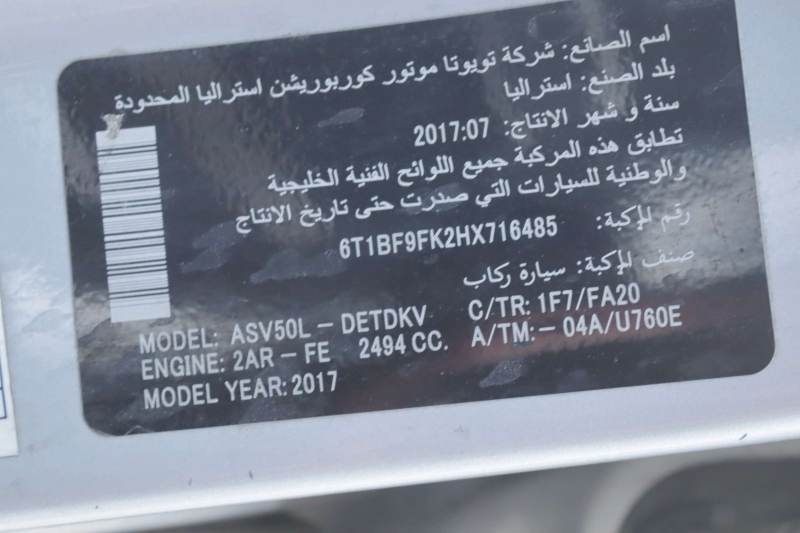 اسم الصانع: شركة تويوتا موتور كوربوريشن استراليا المحدودة
بلد الصنع: استراليا
سنة و شهر الانتاج: 2017:07
تطابق هذه المركبة جميع اللوائح الفنية الخليجية
والوطنية للسيارات التي صدرت حتى تاريخ الانتاج
رقم المركبة: 6T1BF9FK2HX716485
صنف المركبة: سيارة ركاب
MODEL: ASV50L - DETDKV C/TR: 1F7/FA20
ENGINE: 2AR - FE 2494 CC. A/TM: - 04A/U760E
MODEL YEAR: 2017